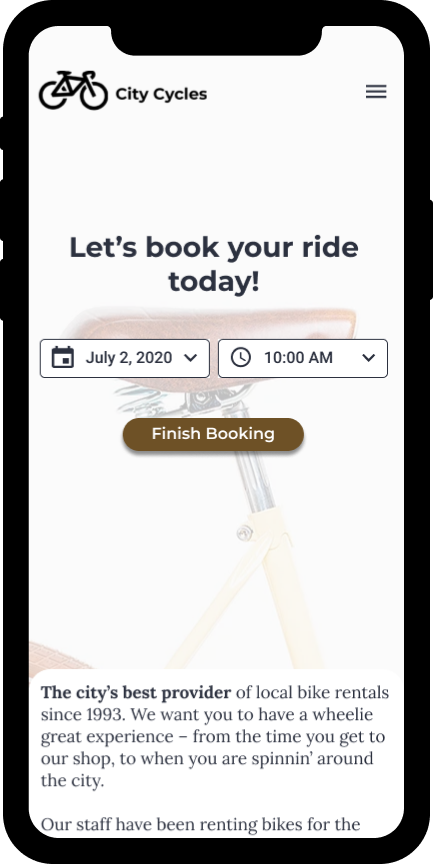 City Cycles
Let’s book your ride
today!
July 2, 2020
10:00 AM
Finish Booking
The city’s best provider of local bike rentals
since 1993. We want you to have a wheelie
great experience – from the time you get to
our shop, to when you are spinnin’ around
the city.
Our staff have been renting bikes for the